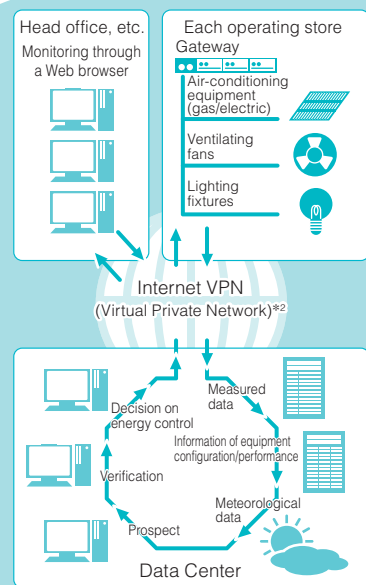 Head office, etc.
Monitoring through
a Web browser
Each operating store
Gateway
Air-conditioning
equipment
(gas/electric)
Ventilating
fans
Lighting
fixtures
Internet VPN
(Virtual Private Network)*2
Measured
data
Information of equipment
configuration/performance
Meteorological
data
Prospect
Verification
Decision on
energy control
Data Center